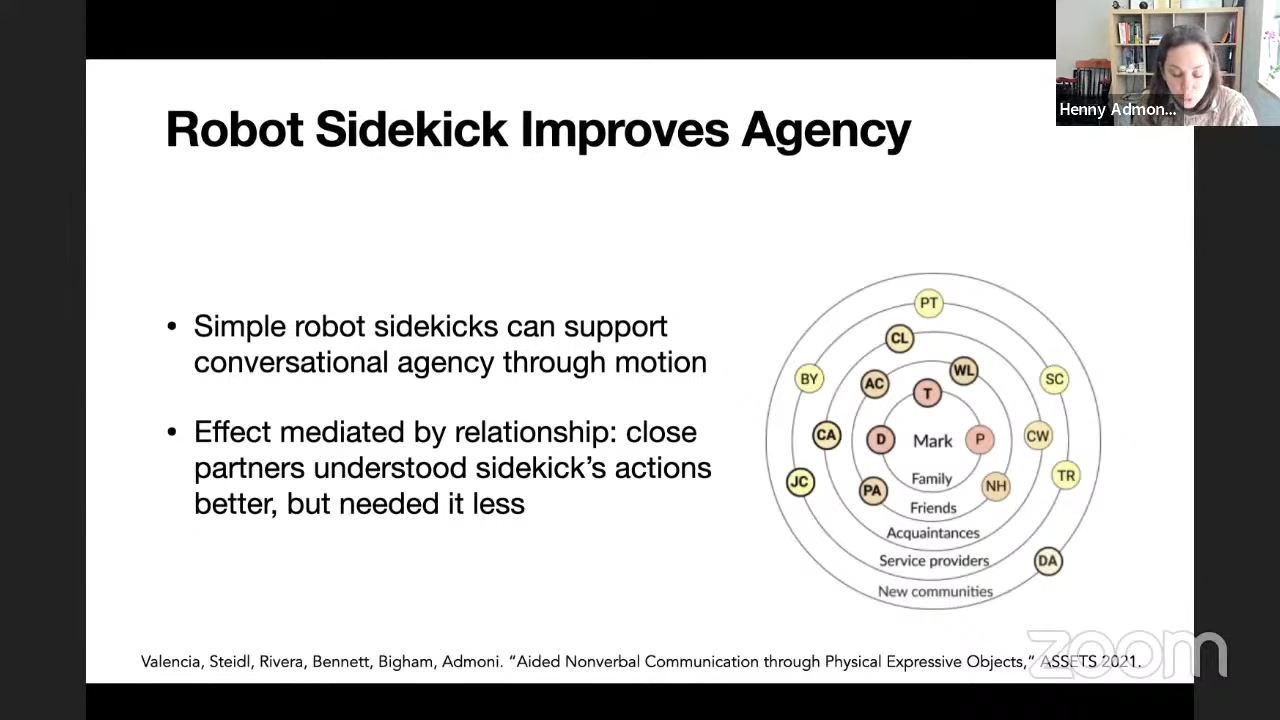 Henny Admon...
Robot Sidekick Improves Agency
• Simple robot sidekicks can support
conversational agency through motion
• Effect mediated by relationship: close
partners understood sidekick's actions
better, but needed it less
PT
CL
WL
BY
AC
T
SC
CA
D
Mark
P
CW
Family
JC
PA
NH
TR
Friends
Acquaintances
Service providers
DA
New communities
zoom
Valencia, Steidl, Rivera, Bennett, Bigham, Admoni. “Aided Nonverbal Communication through Physical Expressive Objects,“ ASSETS 2021.